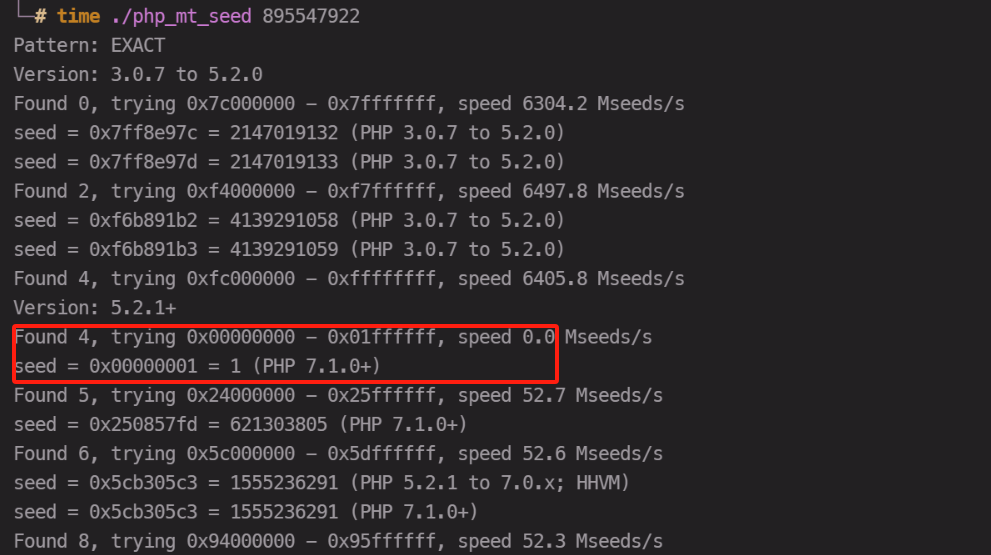 └─# time ./php_mt_seed 895547922
Pattern: EXACT
Version: 3.0.7 to 5.2.0
Found 0, trying 0x7c000000 - 0x7fffffff, speed 6304.2 Mseeds/s
seed = 0x7ff8e97c = 2147019132 (PHP 3.0.7 to 5.2.0)
seed = 0x7ff8e97d = 2147019133 (PHP 3.0.7 to 5.2.0)
Found 2, trying 0xf4000000 - 0xf7ffffff, speed 6497.8 Mseeds/s
seed = 0xf6b891b2 = 4139291058 (PHP 3.0.7 to 5.2.0)
seed = 0xf6b891b3 = 4139291059 (PHP 3.0.7 to 5.2.0)
Found 4, trying 0xfc000000 - 0xffffffff, speed 6405.8 Mseeds/s
Version: 5.2.1+
Found 4, trying 0x00000000 - 0x01ffffff, speed 0.0 Mseeds/s
seed = 0x00000001 = 1 (PHP 7.1.0+)
Found 5, trying 0x24000000 - 0x25ffffff, speed 52.7 Mseeds/s
seed = 0x250857fd = 621303805 (PHP 7.1.0+)
Found 6, trying 0x5c000000 - 0x5dffffff, speed 52.6 Mseeds/s
seed = 0x5cb305c3 = 1555236291 (PHP 5.2.1 to 7.0.x; HHVM)
seed = 0x5cb305c3 = 1555236291 (PHP 7.1.0+)
Found 8, trying 0x94000000 - 0x95ffffff, speed 52.3 Mseeds/s